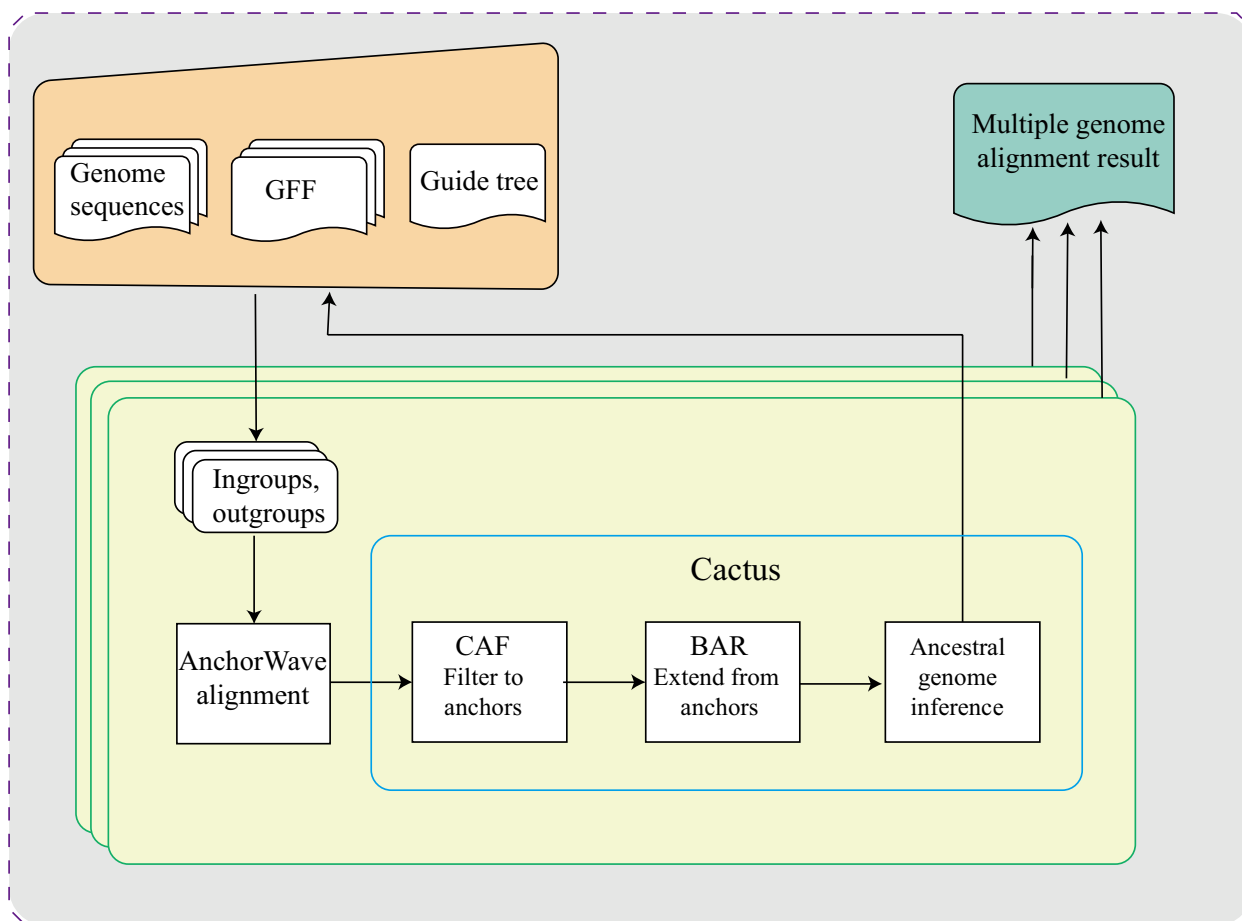 Genome
sequences
GFF
Guide tree
Multiple genome
alignment result
Ingroups,
outgroups
Cactus
AnchorWave
alignment
CAF
Filter to
anchors
BAR
Extend from
anchors
Ancestral
genome
inference